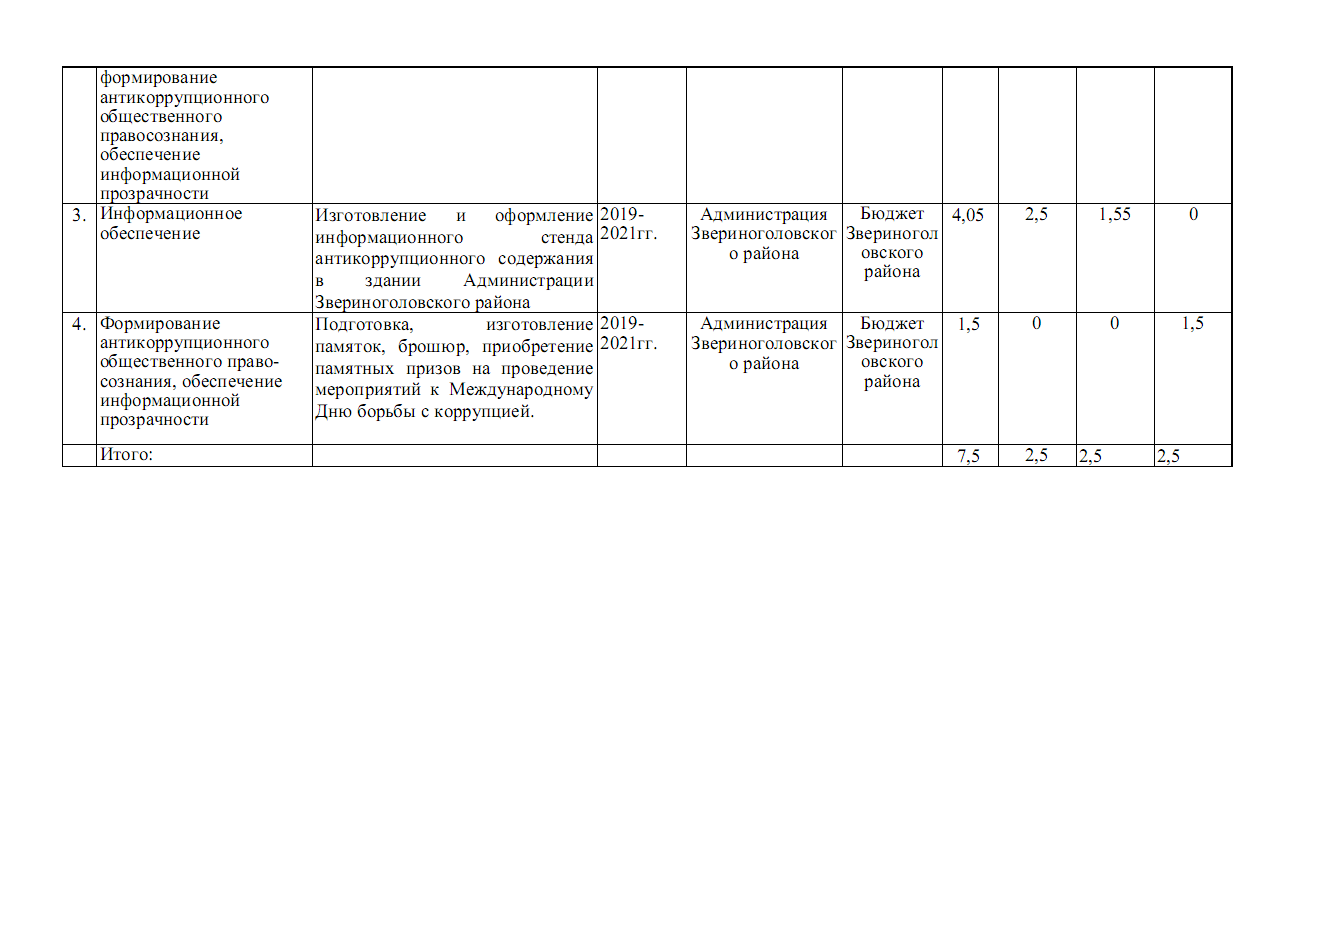 формирование
антикоррупционного
общественного
правосознания,
обеспечение
информационной
прозрачности
3.
Информационное
обеспечение
Изготовление и оформление
информационного стенда
антикоррупционного содержания
в здании Администрации
Звериноголовского района
2019-
2021гг.
Администрация
Звериноголовског
о района
Бюджет
Звериногол
овского
района
4,05
2,5
1,55
0
4.
Формирование
антикоррупционного
общественного право-
сознания, обеспечение
информационной
прозрачности
Подготовка, изготовление
памяток, брошюр, приобретение
памятных призов на проведение
мероприятий к Международному
Дню борьбы с коррупцией.
2019-
2021гг.
Администрация
Звериноголовског
о района
Бюджет
Звериногол
овского
района
1,5
0
0
1,5
Итого:
7,5
2,5
2,5
2,5